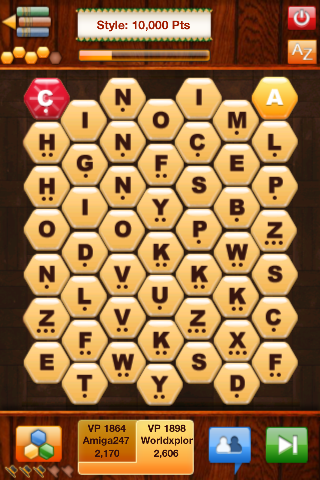 Style: 10,000 Pts
AZ
C N I A
I O M
H N C L
G F E
H N S P
I Y B
O O P Z
D K W
N V K S
L U K
Z V Z C
F K X
E W S F
T Y D
VP 1864 VP 1898
Amiga247 Worldxplor
2,170 2,606